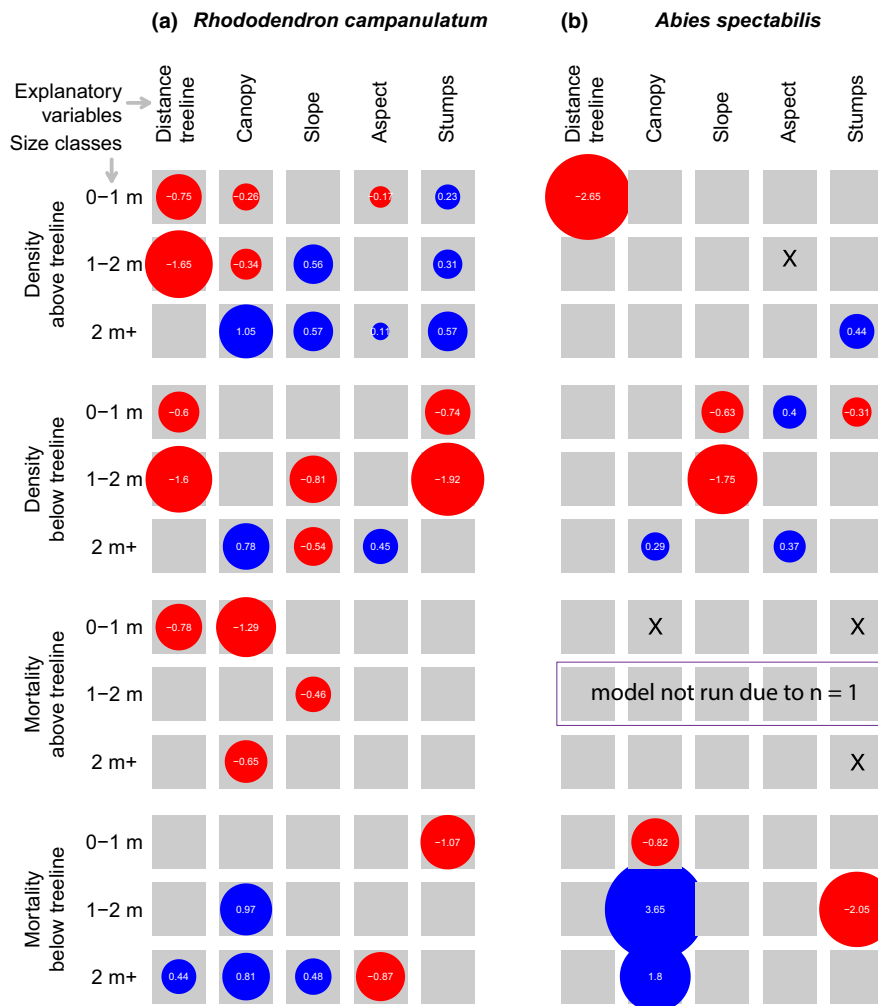 (a) Rhododendron campanulatum
(b) Abies spectabilis
Explanatory variables
Size classes
Distance treeline
Canopy
Slope
Aspect
Stumps
Distance treeline
Canopy
Slope
Aspect
Stumps
Density above treeline
0−1 m −0.75 −0.26 −0.17 0.23 −2.65
1−2 m −1.65 −0.34 0.56 0.31 X
2 m+ 1.05 0.57 0.11 0.57 0.44
Density below treeline
0−1 m −0.6 −0.74 −0.63 0.4 −0.31
1−2 m −1.6 −0.81 −1.92 −1.75
2 m+ 0.78 −0.54 0.45 0.29 0.37
Mortality above treeline
0−1 m −0.78 −1.29 X X
1−2 m −0.46 model not run due to n = 1
2 m+ −0.65 X
Mortality below treeline
0−1 m −1.07 −0.82
1−2 m 0.97 3.65 −2.05
2 m+ 0.44 0.81 0.48 −0.87 1.8